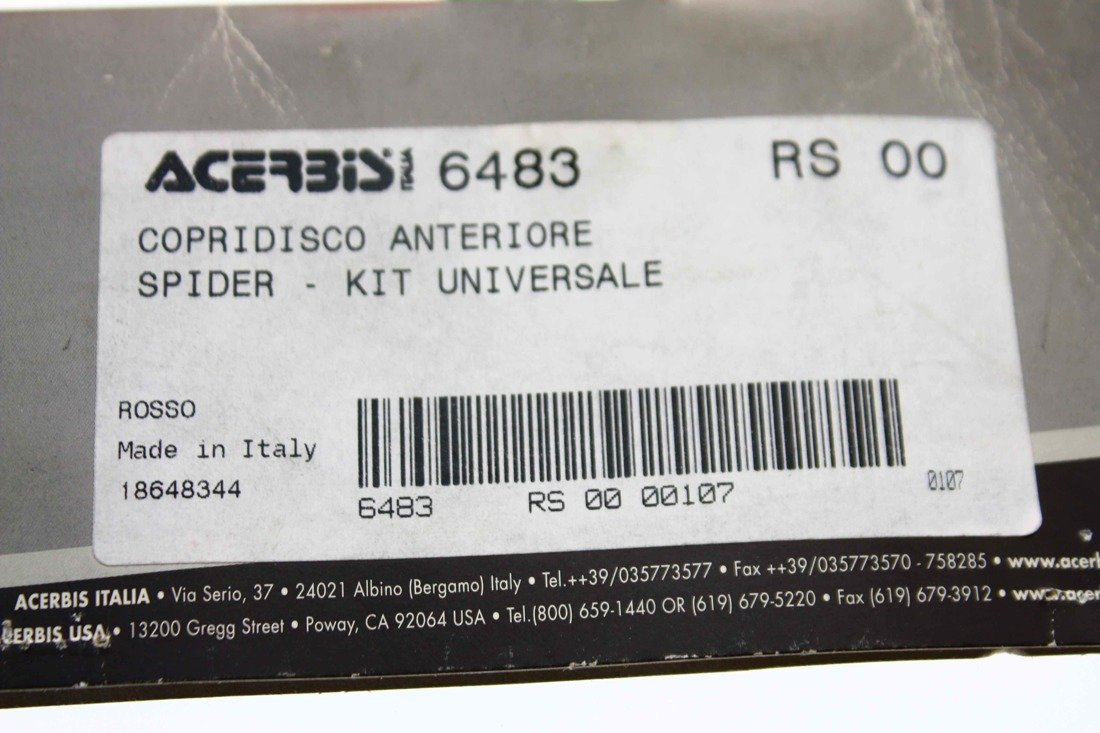 ACERBIS ITALIA 6483 RS 00
COPRIDISCO ANTERIORE
SPIDER - KIT UNIVERSALE
ROSSO
Made in Italy
18648344
6483 RS 00 00107
0107
ACERBIS ITALIA • Via Serio, 37 • 24021 Albino (Bergamo) Italy • Tel.++39/035773577 • Fax ++39/035773570 - 758285 • www.acerb
ERBIS USA • 13200 Gregg Street • Poway, CA 92064 USA • Tel.(800) 659-1440 OR (619) 679-5220 • Fax (619) 679-3912 •